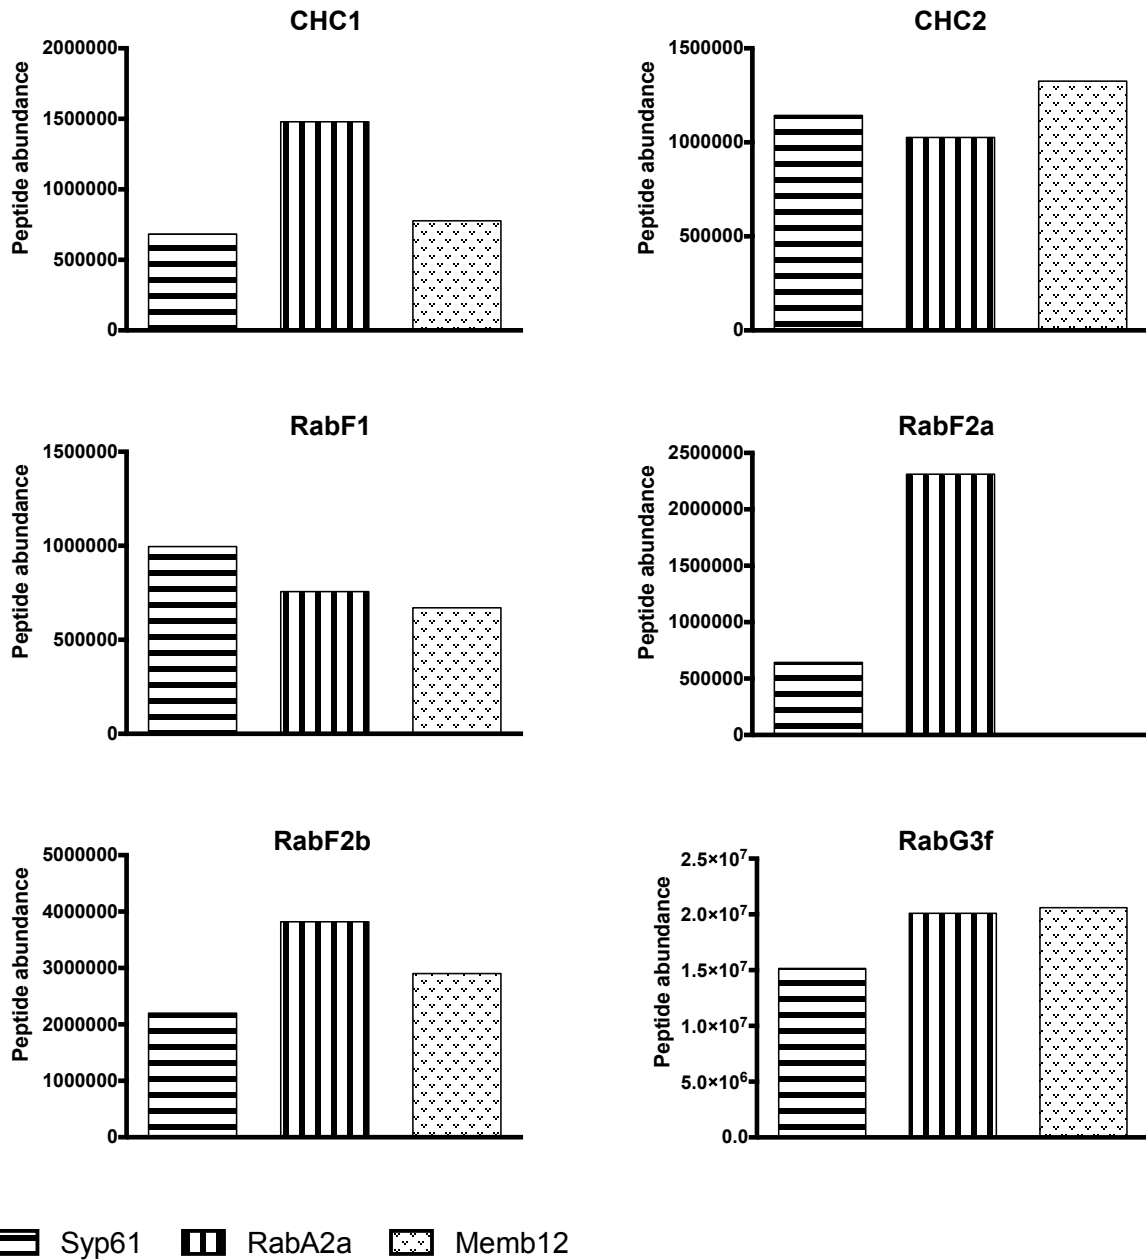 CHC1
Peptide abundance
2000000
1500000
1000000
500000
0
CHC2
Peptide abundance
1500000
1000000
500000
0
RabF1
Peptide abundance
1500000
1000000
500000
0
RabF2a
Peptide abundance
2500000
2000000
1500000
1000000
500000
0
RabF2b
Peptide abundance
5000000
4000000
3000000
2000000
1000000
0
RabG3f
Peptide abundance
2.5×10⁷
2.0×10⁷
1.5×10⁷
1.0×10⁷
5.0×10⁶
0.0
Syp61 RabA2a Memb12